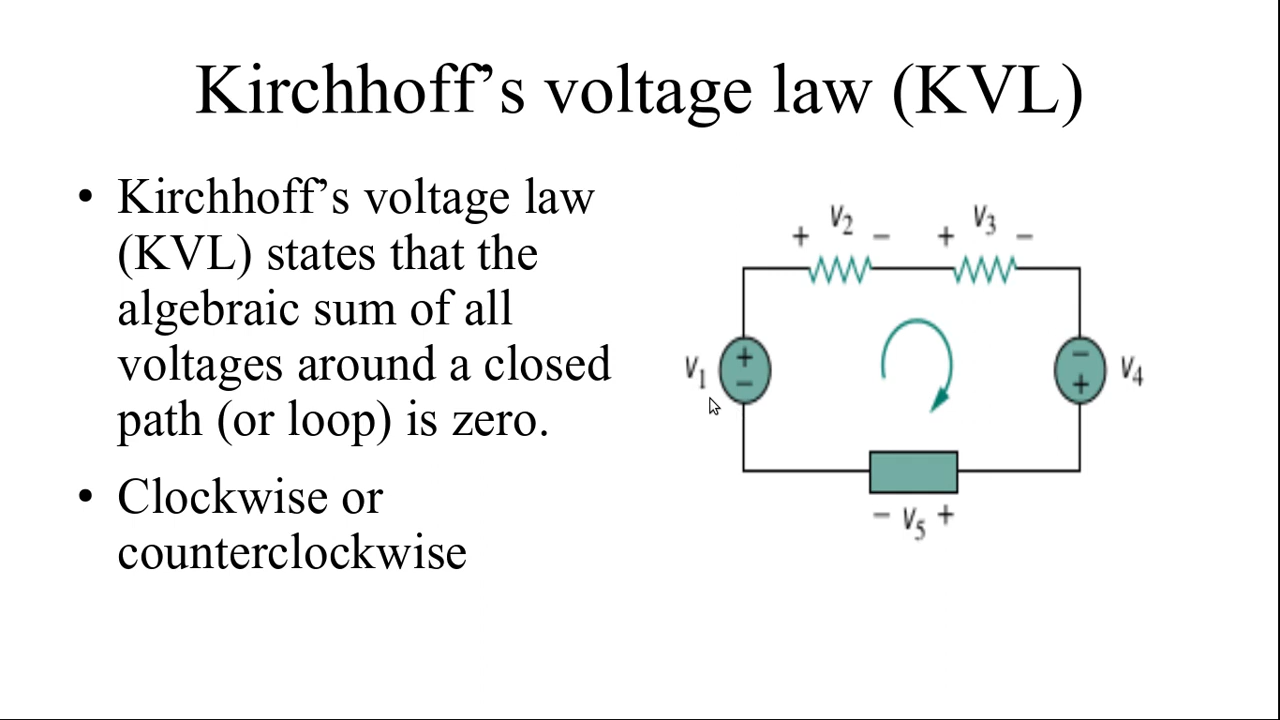 Kirchhoff’s voltage law (KVL)
• Kirchhoff’s voltage law
(KVL) states that the
algebraic sum of all
voltages around a closed
path (or loop) is zero.
• Clockwise or
counterclockwise
+ v2 − + v3 −
v1 + −
− + v4
− v5 +